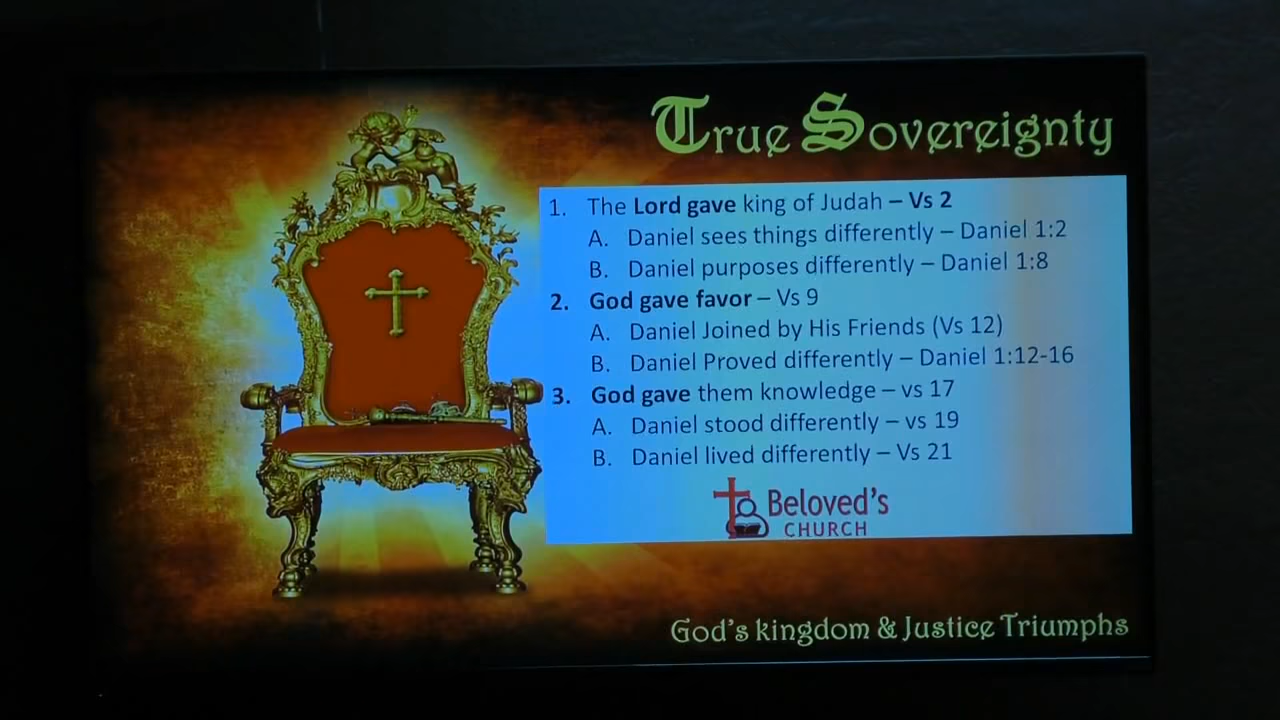 True Sovereignty
1. The Lord gave king of Judah – Vs 2
A. Daniel sees things differently – Daniel 1:2
B. Daniel purposes differently – Daniel 1:8
2. God gave favor – Vs 9
A. Daniel Joined by His Friends (Vs 12)
B. Daniel Proved differently – Daniel 1:12-16
3. God gave them knowledge – vs 17
A. Daniel stood differently – vs 19
B. Daniel lived differently – Vs 21
Beloved's
CHURCH
God's kingdom & Justice Triumphs